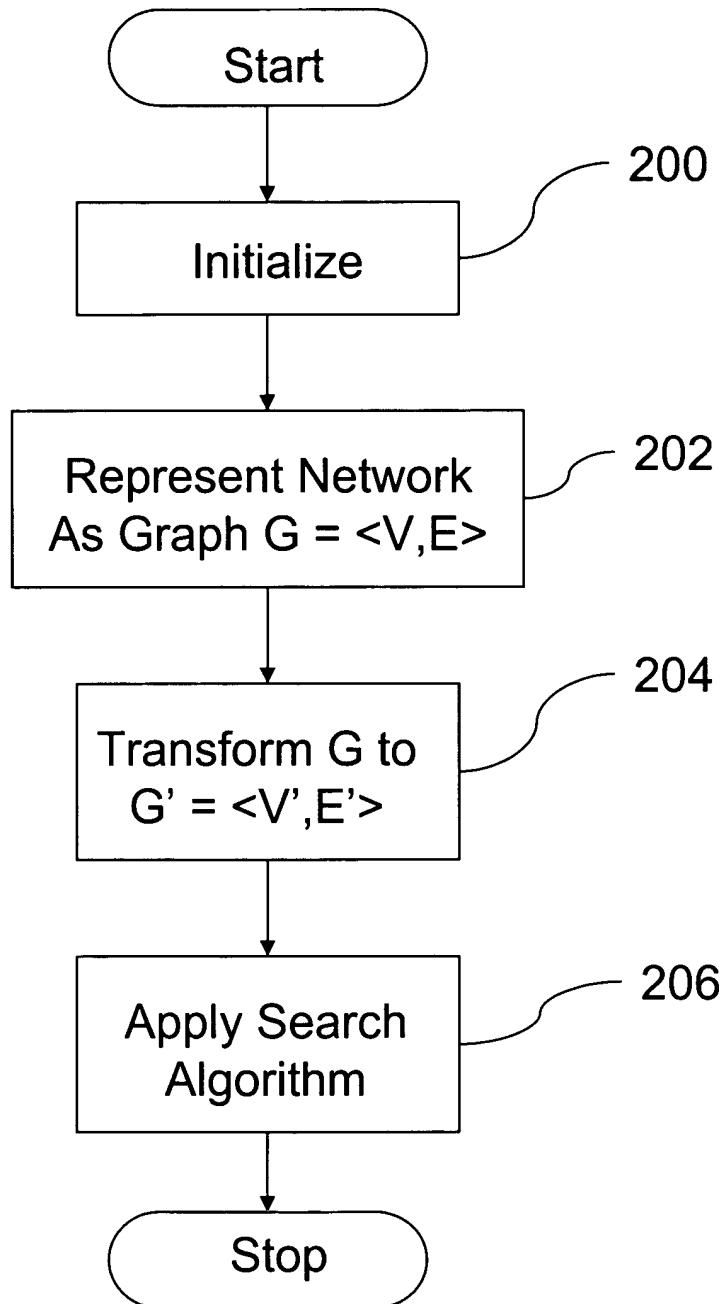 Start
200
Initialize
202
Represent Network
As Graph G = <V,E>
204
Transform G to
G’ = <V’,E’>
206
Apply Search
Algorithm
Stop